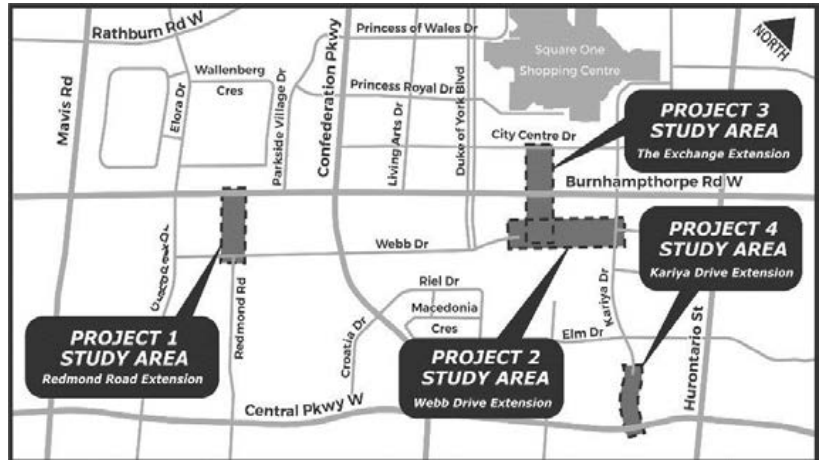 Rathburn Rd W
Princess of Wales Dr
NORTH
Square One
Shopping Centre
Wallenberg
Cres
Princess Royal Dr
Mavis Rd
Elora Dr
Parkside Village Dr
Confederation Pkwy
Living Arts Dr
Duke of York Blvd
City Centre Dr
PROJECT 3
STUDY AREA
The Exchange Extension
Burnhampthorpe Rd W
Webb Dr
PROJECT 4
STUDY AREA
Kariya Drive Extension
Redmond Rd
Riel Dr
Macedonia
Cres
Croatia Dr
Kariya Dr
Elm Dr
Hurontario St
PROJECT 1
STUDY AREA
Redmond Road Extension
PROJECT 2
STUDY AREA
Webb Drive Extension
Central Pkwy W